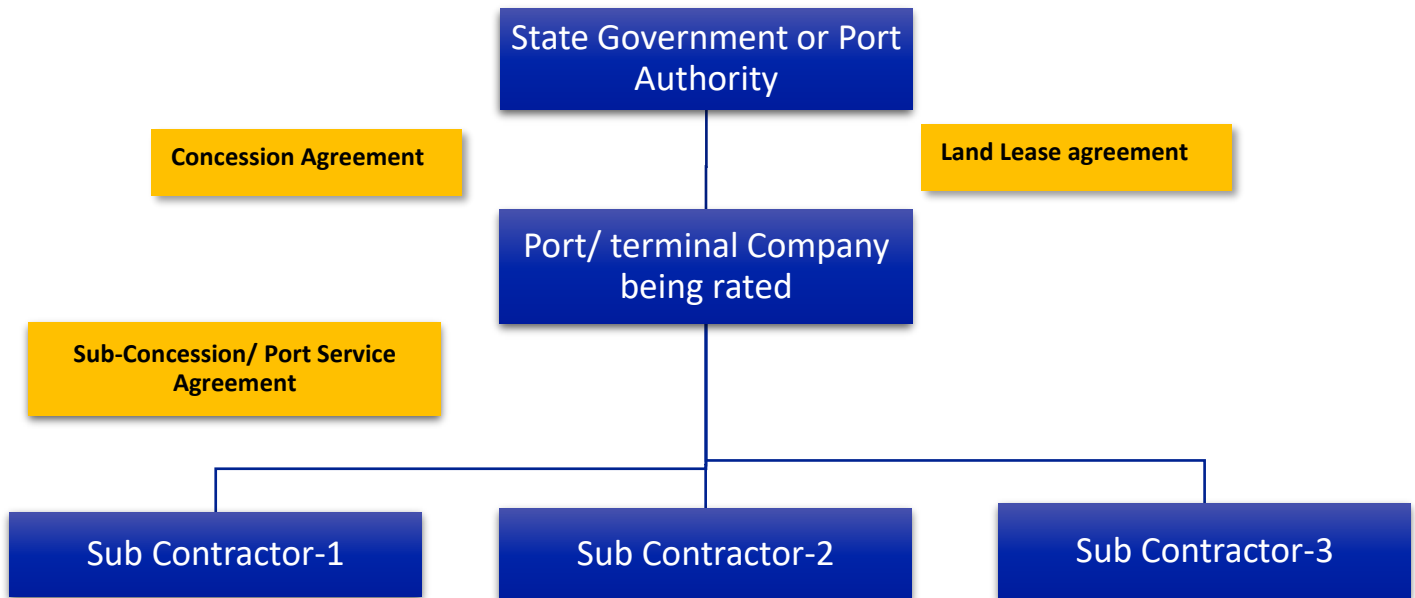 State Government or Port
Authority
Concession Agreement
Land Lease agreement
Port/ terminal Company
being rated
Sub-Concession/ Port Service
Agreement
Sub Contractor-1
Sub Contractor-2
Sub Contractor-3